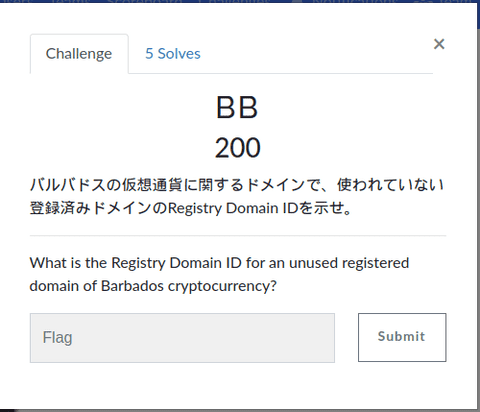 Challenge
5 Solves
×
BB
200
バルバドスの仮想通貨に関するドメインで、使われていない
登録済みドメインのRegistry Domain IDを示せ。
What is the Registry Domain ID for an unused registered
domain of Barbados cryptocurrency?
Flag
Submit